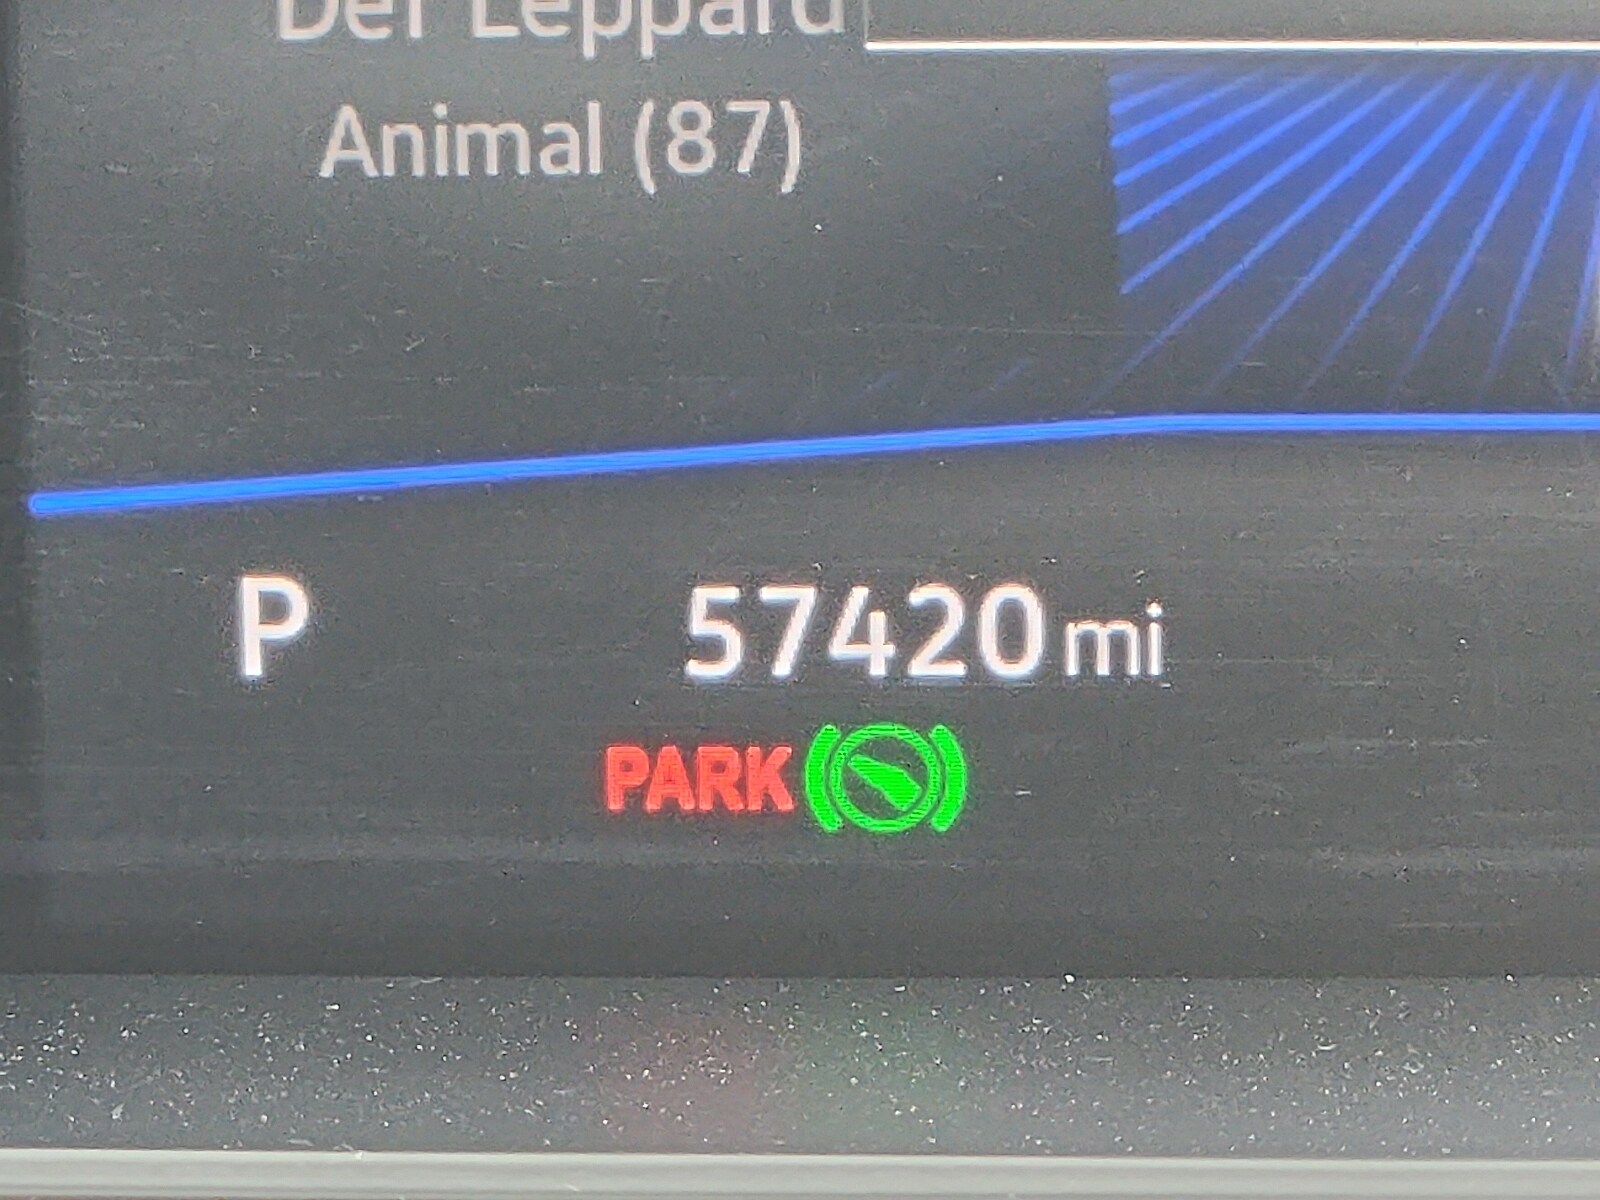 Def Leppard
Animal (87)
P 57420 mi
PARK